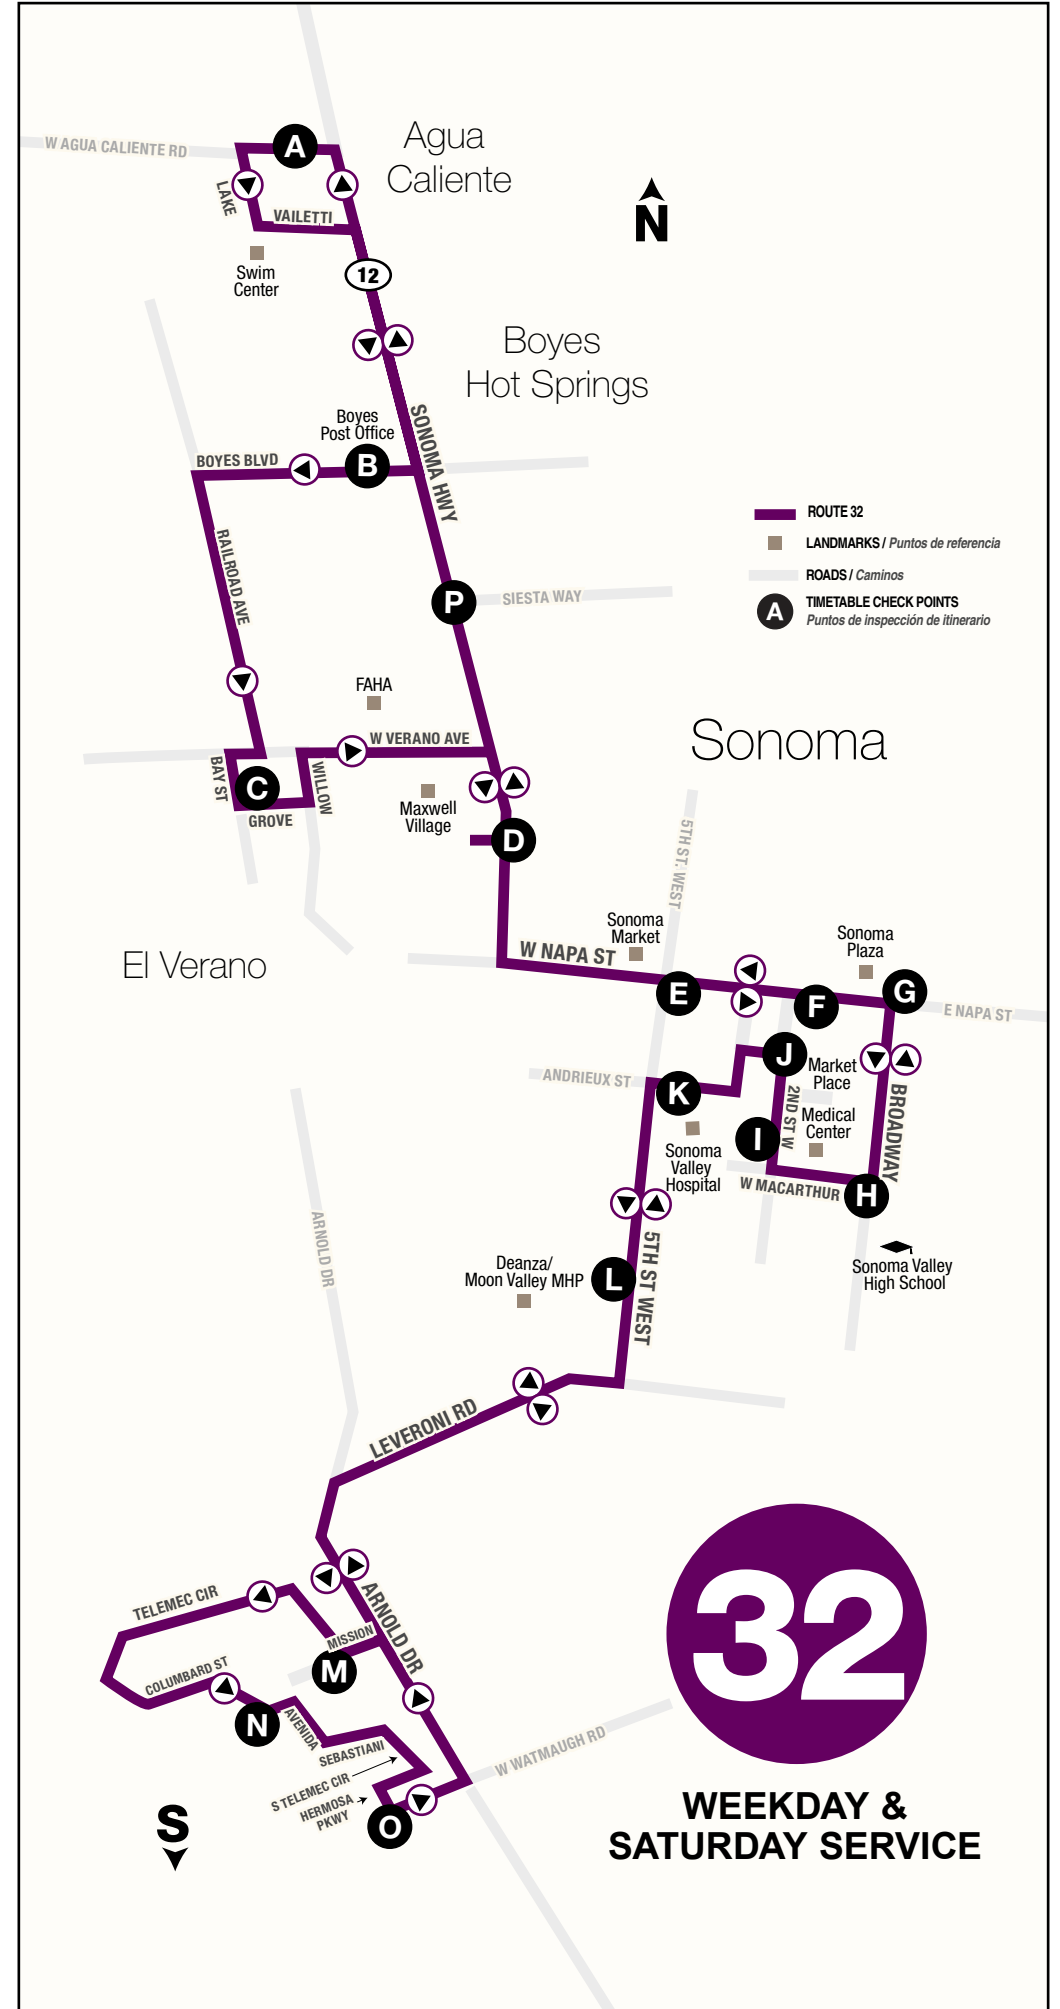 W AGUA CALIENTE RD
A
Agua
Caliente
LAKE
VAILETTI
N
Swim
Center
12
Boyes
Hot Springs
Boyes
Post Office
SONOMA HWY
BOYES BLVD
B
RAILROAD AVE
ROUTE 32
LANDMARKS / Puntos de referencia
ROADS / Caminos
A
TIMETABLE CHECK POINTS
Puntos de inspección de itinerario
P
SIESTA WAY
FAHA
W VERANO AVE
Sonoma
BAY ST
C
WILLOW
GROVE
Maxwell
Village
D
5TH ST. WEST
El Verano
Sonoma
Market
W NAPA ST
Sonoma
Plaza
E
F
G
E NAPA ST
ANDRIEUX ST
K
J
Market
Place
2ND ST W
BROADWAY
Medical
Center
I
Sonoma
Valley
Hospital
W MACARTHUR
H
Sonoma Valley
High School
ARNOLD DR
Deanza/
Moon Valley MHP
L
5TH ST WEST
LEVERONI RD
TELEMEC CIR
ARNOLD DR
MISSION
M
COLUMBARD ST
N
AVENIDA
SEBASTIANI
S TELEMEC CIR
HERMOSA
PKWY
O
W WATMAUGH RD
S
32
WEEKDAY &
SATURDAY SERVICE